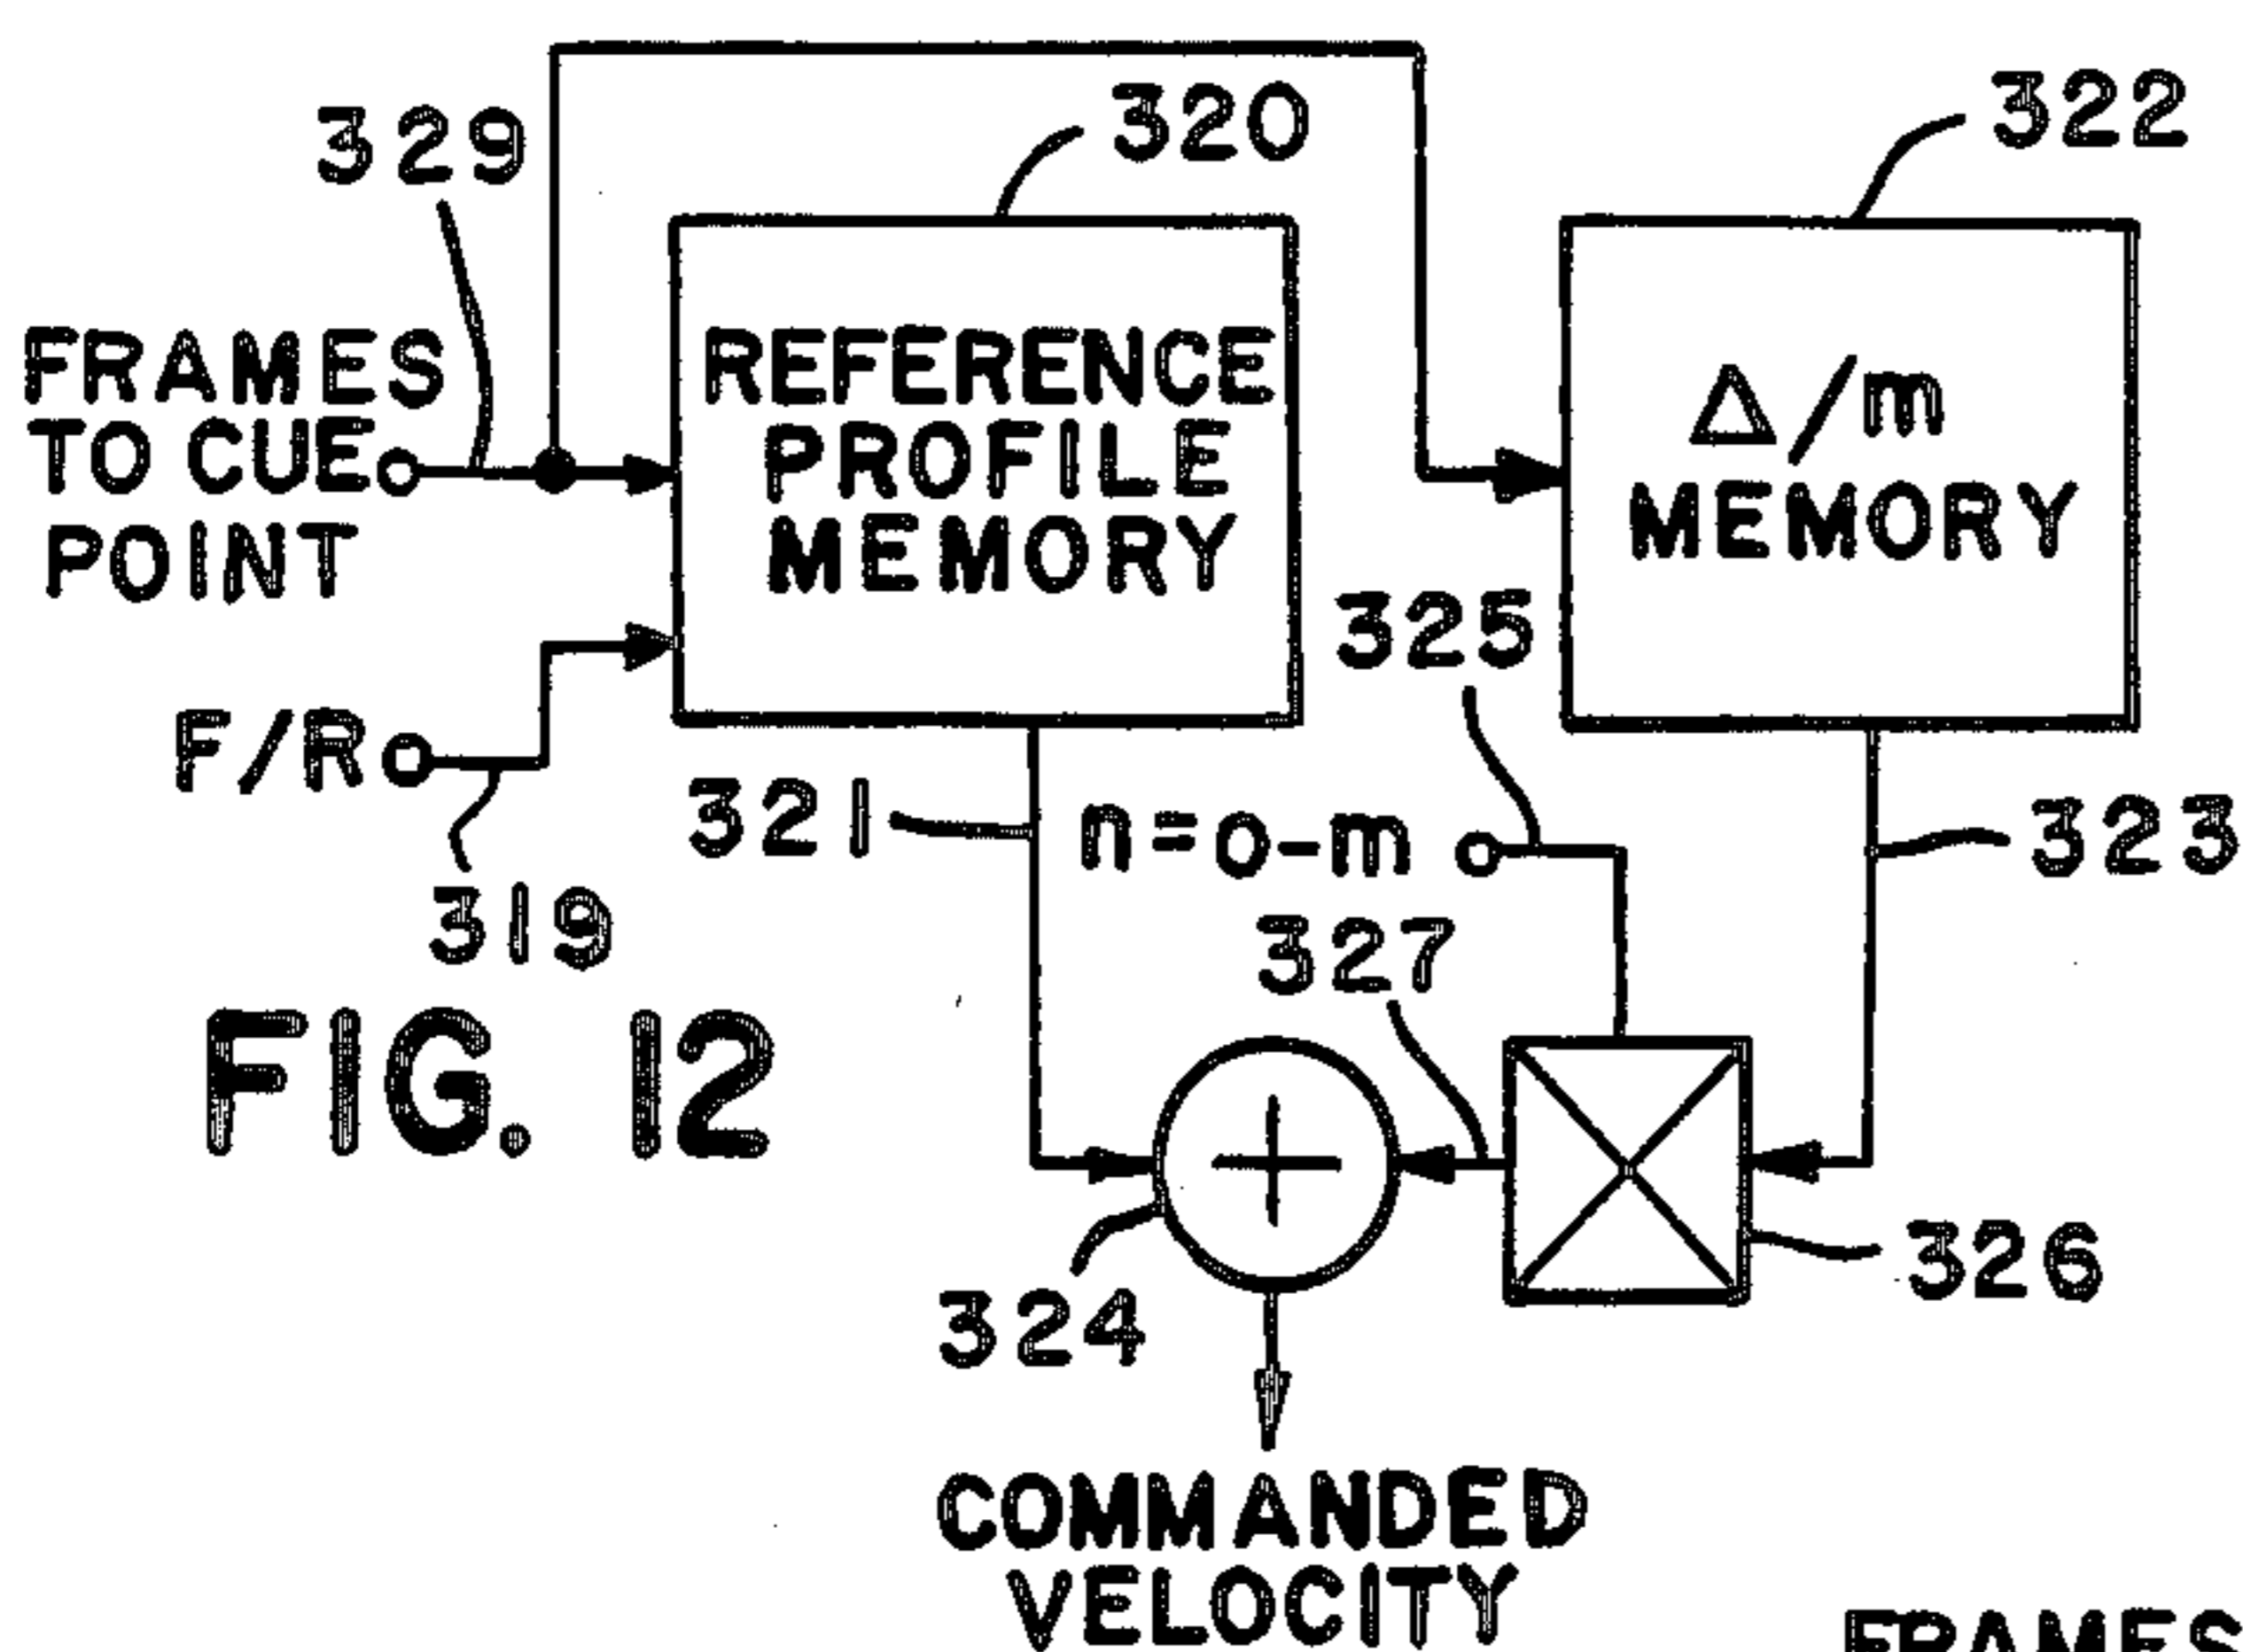 329
320
322
FRAMES
TO CUE
POINT
REFERENCE
PROFILE
MEMORY
Δ/m
MEMORY
325
F/R
321
n=o-m
323
319
327
FIG. 12
324
326
COMMANDED
VELOCITY
FRAMES